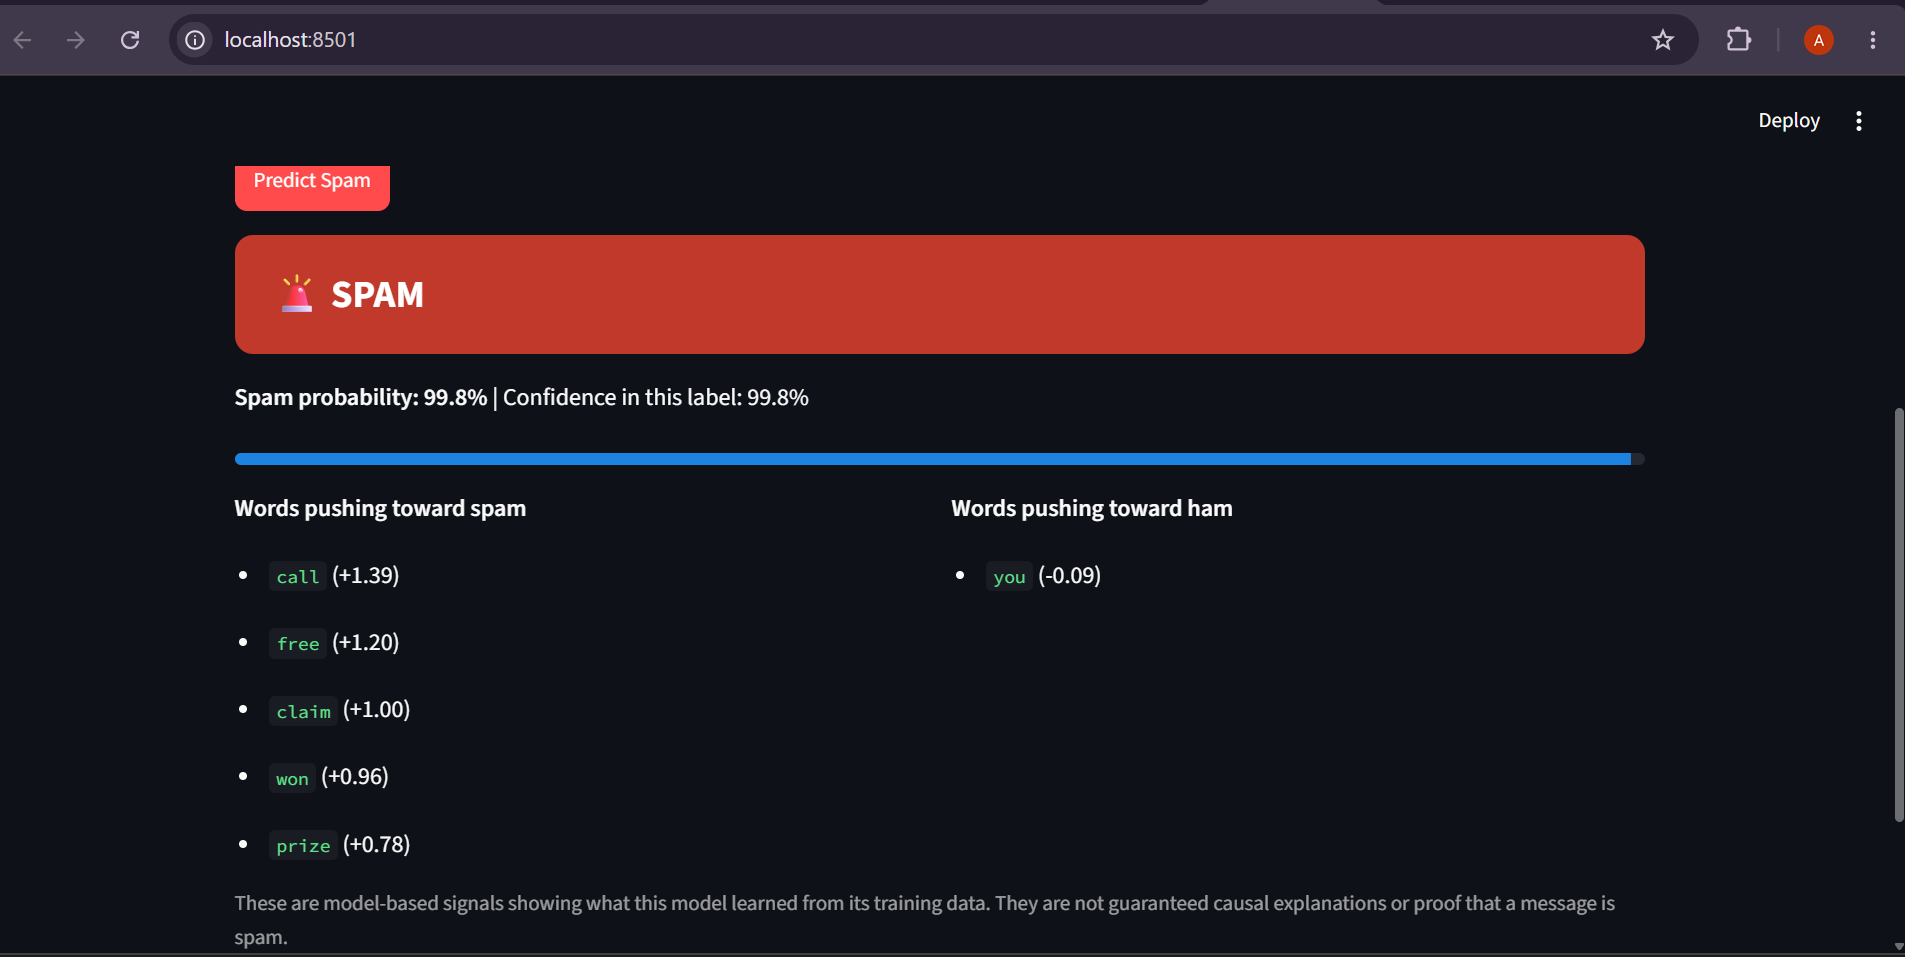 localhost:8501
A
Deploy
Predict Spam
SPAM
Spam probability: 99.8% | Confidence in this label: 99.8%
Words pushing toward spam
call (+1.39)
free (+1.20)
claim (+1.00)
won (+0.96)
prize (+0.78)
Words pushing toward ham
you (-0.09)
These are model-based signals showing what this model learned from its training data. They are not guaranteed causal explanations or proof that a message is
spam.